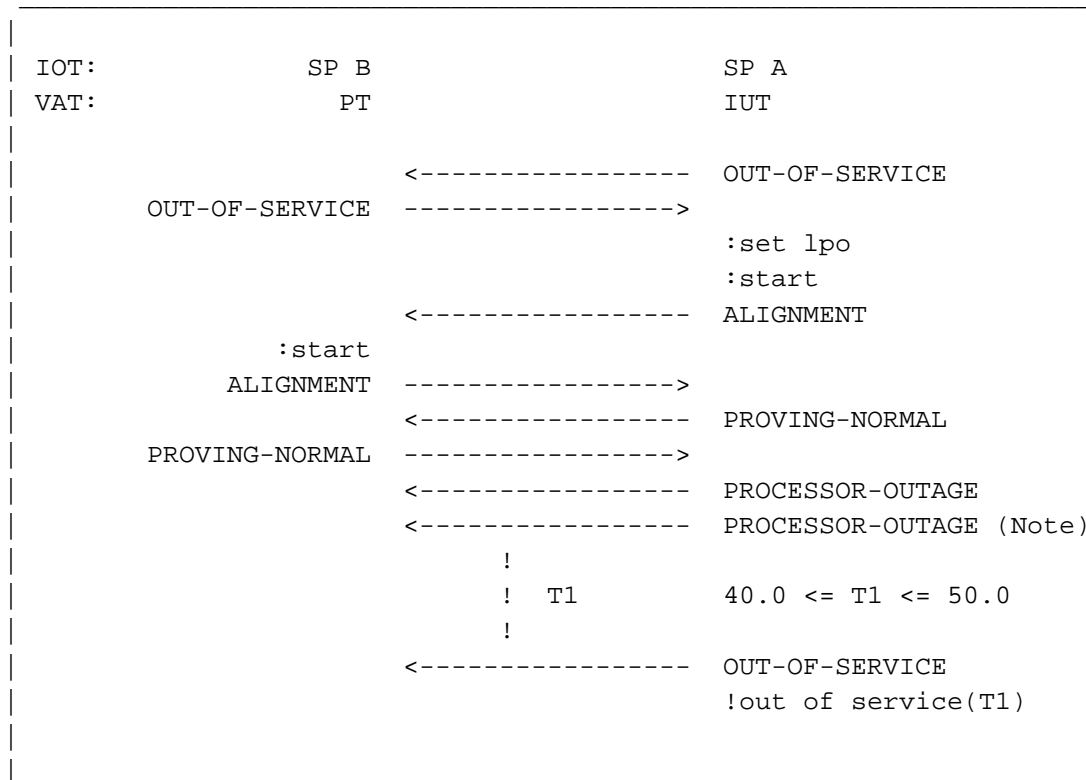 IOT: SP B SP A
VAT: PT IUT
<----------------- OUT-OF-SERVICE
OUT-OF-SERVICE ----------------->
:set lpo
:start
<----------------- ALIGNMENT
:start
ALIGNMENT ----------------->
<----------------- PROVING-NORMAL
PROVING-NORMAL ----------------->
<----------------- PROCESSOR-OUTAGE
<----------------- PROCESSOR-OUTAGE (Note)
!
! T1 40.0 <= T1 <= 50.0
!
<----------------- OUT-OF-SERVICE
!out of service(T1)